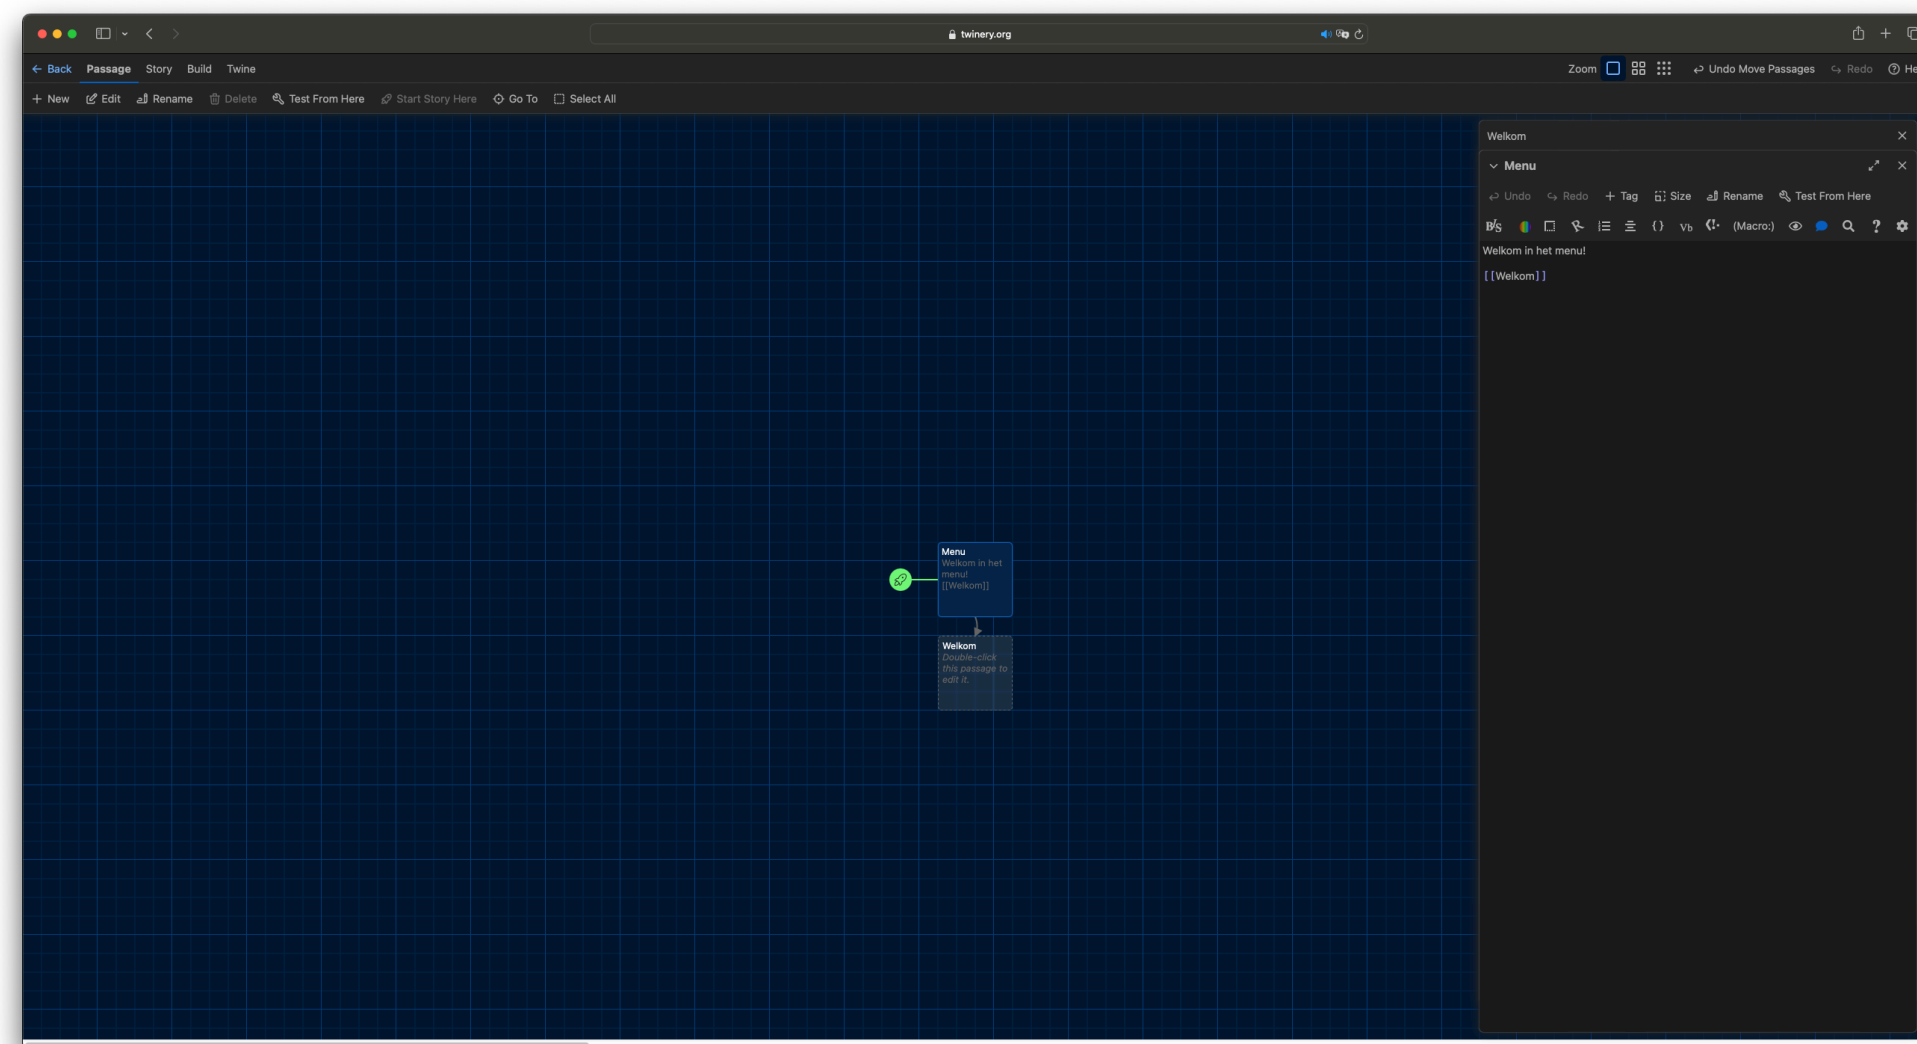 twinery.org
Back Passage Story Build Twine
Zoom Undo Move Passages Redo He
New Edit Rename Delete Test From Here Start Story Here Go To Select All
Welkom
Menu
Undo Redo Tag Size Rename Test From Here
(Macro:)
Welkom in het menu!
[[Welkom]]
Menu
Welkom in het
menu!
[[Welkom]]
Welkom
Double-click
this passage to
edit it.